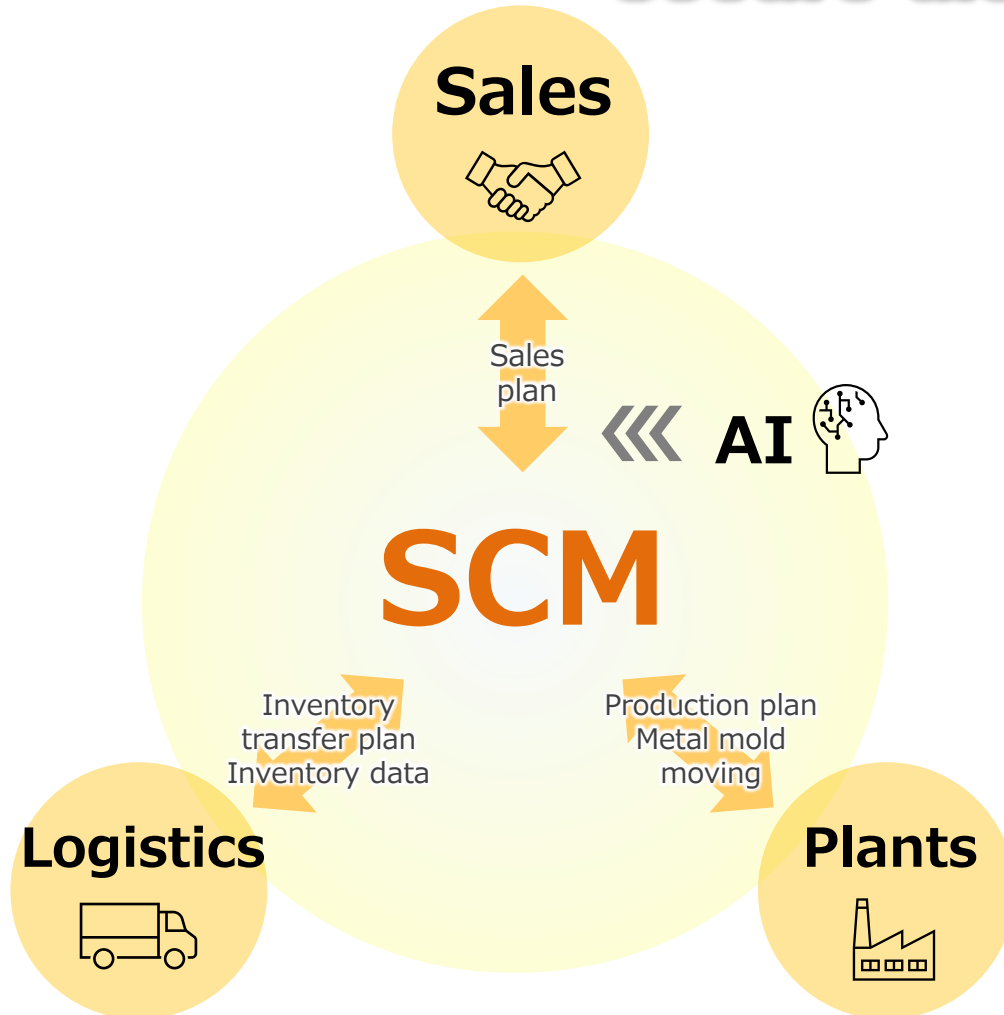 Sales
Sales
plan
AI
SCM
Inventory
transfer plan
Inventory data
Production plan
Metal mold
moving
Logistics
Plants